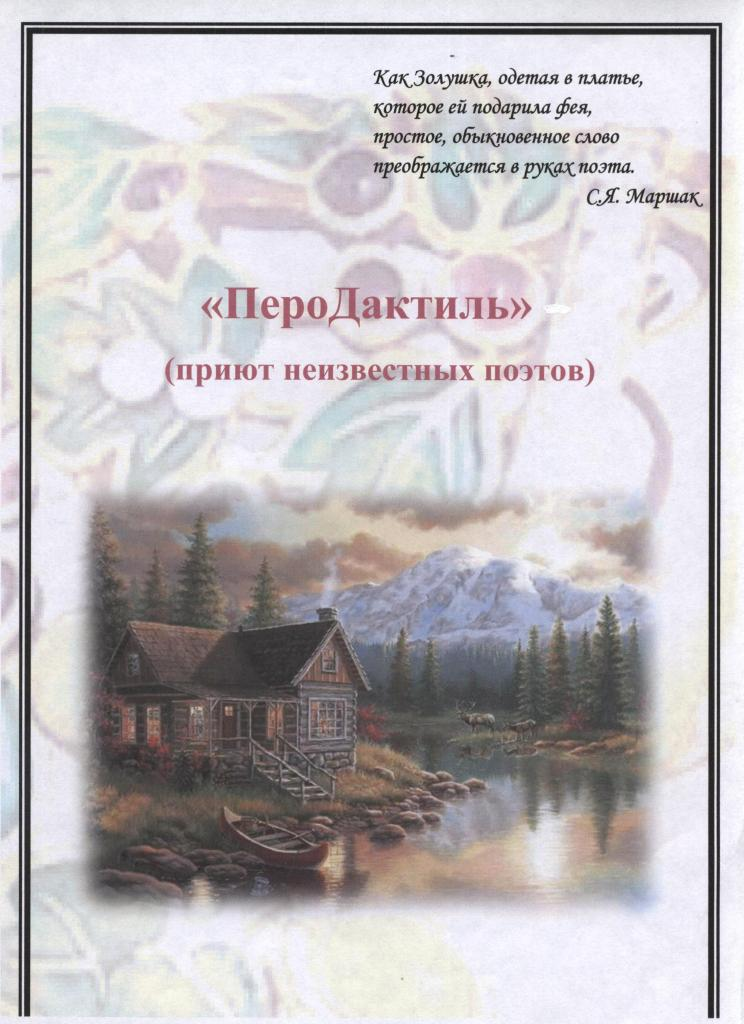 Как Золушка, одетая в платье,
которое ей подарила фея,
простое, обыкновенное слово
преображается в руках поэта.
С.Я. Маршак
«ПероДактиль»
(приют неизвестных поэтов)